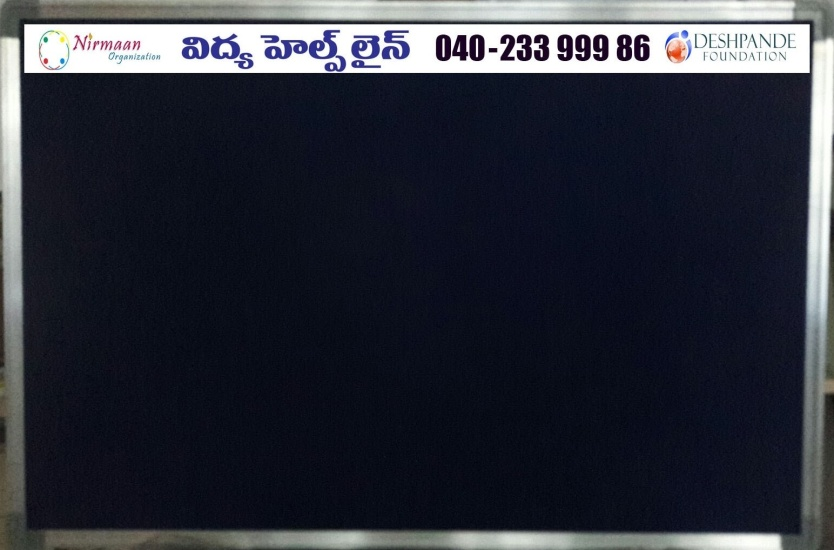 Nirmaan
Organization
విద్య హెల్ప్ లైన్ 040-233 999 86
DESHPANDE
FOUNDATION